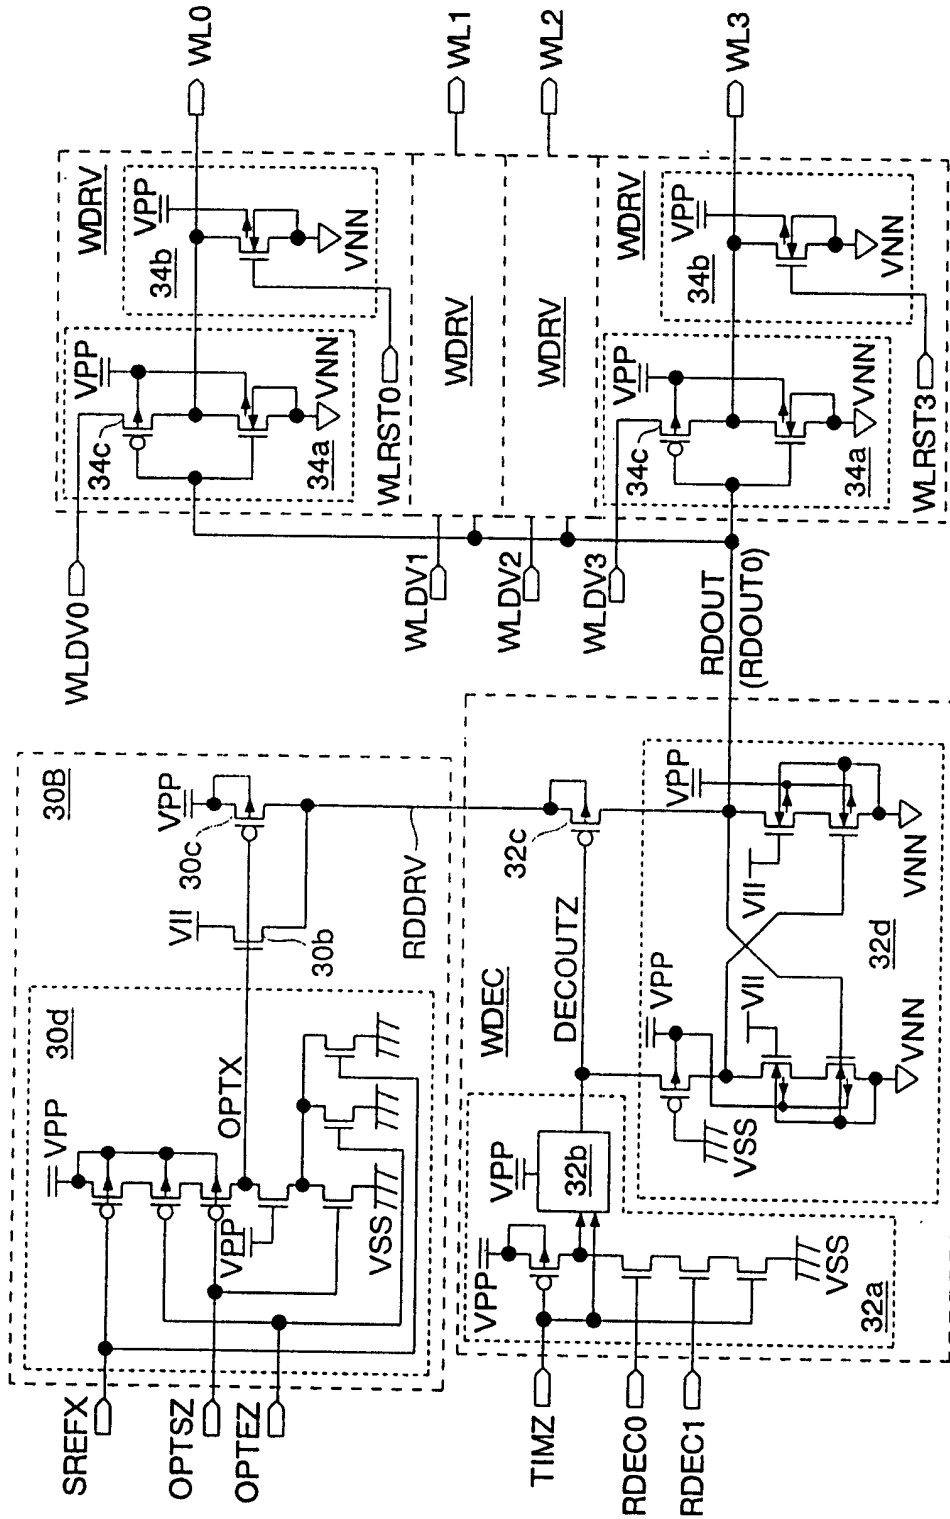 30B
30d
VPP
SREFX
OPTSZ
OPTEZ
VPP
VSS
OPTX
VII
30b
VPP
30c
RDDRV
WDEC
TIMZ
RDEC0
RDEC1
VPP
VSS
32a
VPP
32b
DECOUTZ
32c
VPP
VSS
VII
VNN
VII
VPP
VNN
32d
RDOUT
(RDOUT0)
WLDV0
WLDV1
WLDV2
WLDV3
VPP
34c
VNN
34a
WLRST0
WDRV
VPP
34b
VNN
WL0
WDRV
WL1
WDRV
WL2
VPP
34c
VNN
34a
WLRST3
WDRV
VPP
34b
VNN
WL3